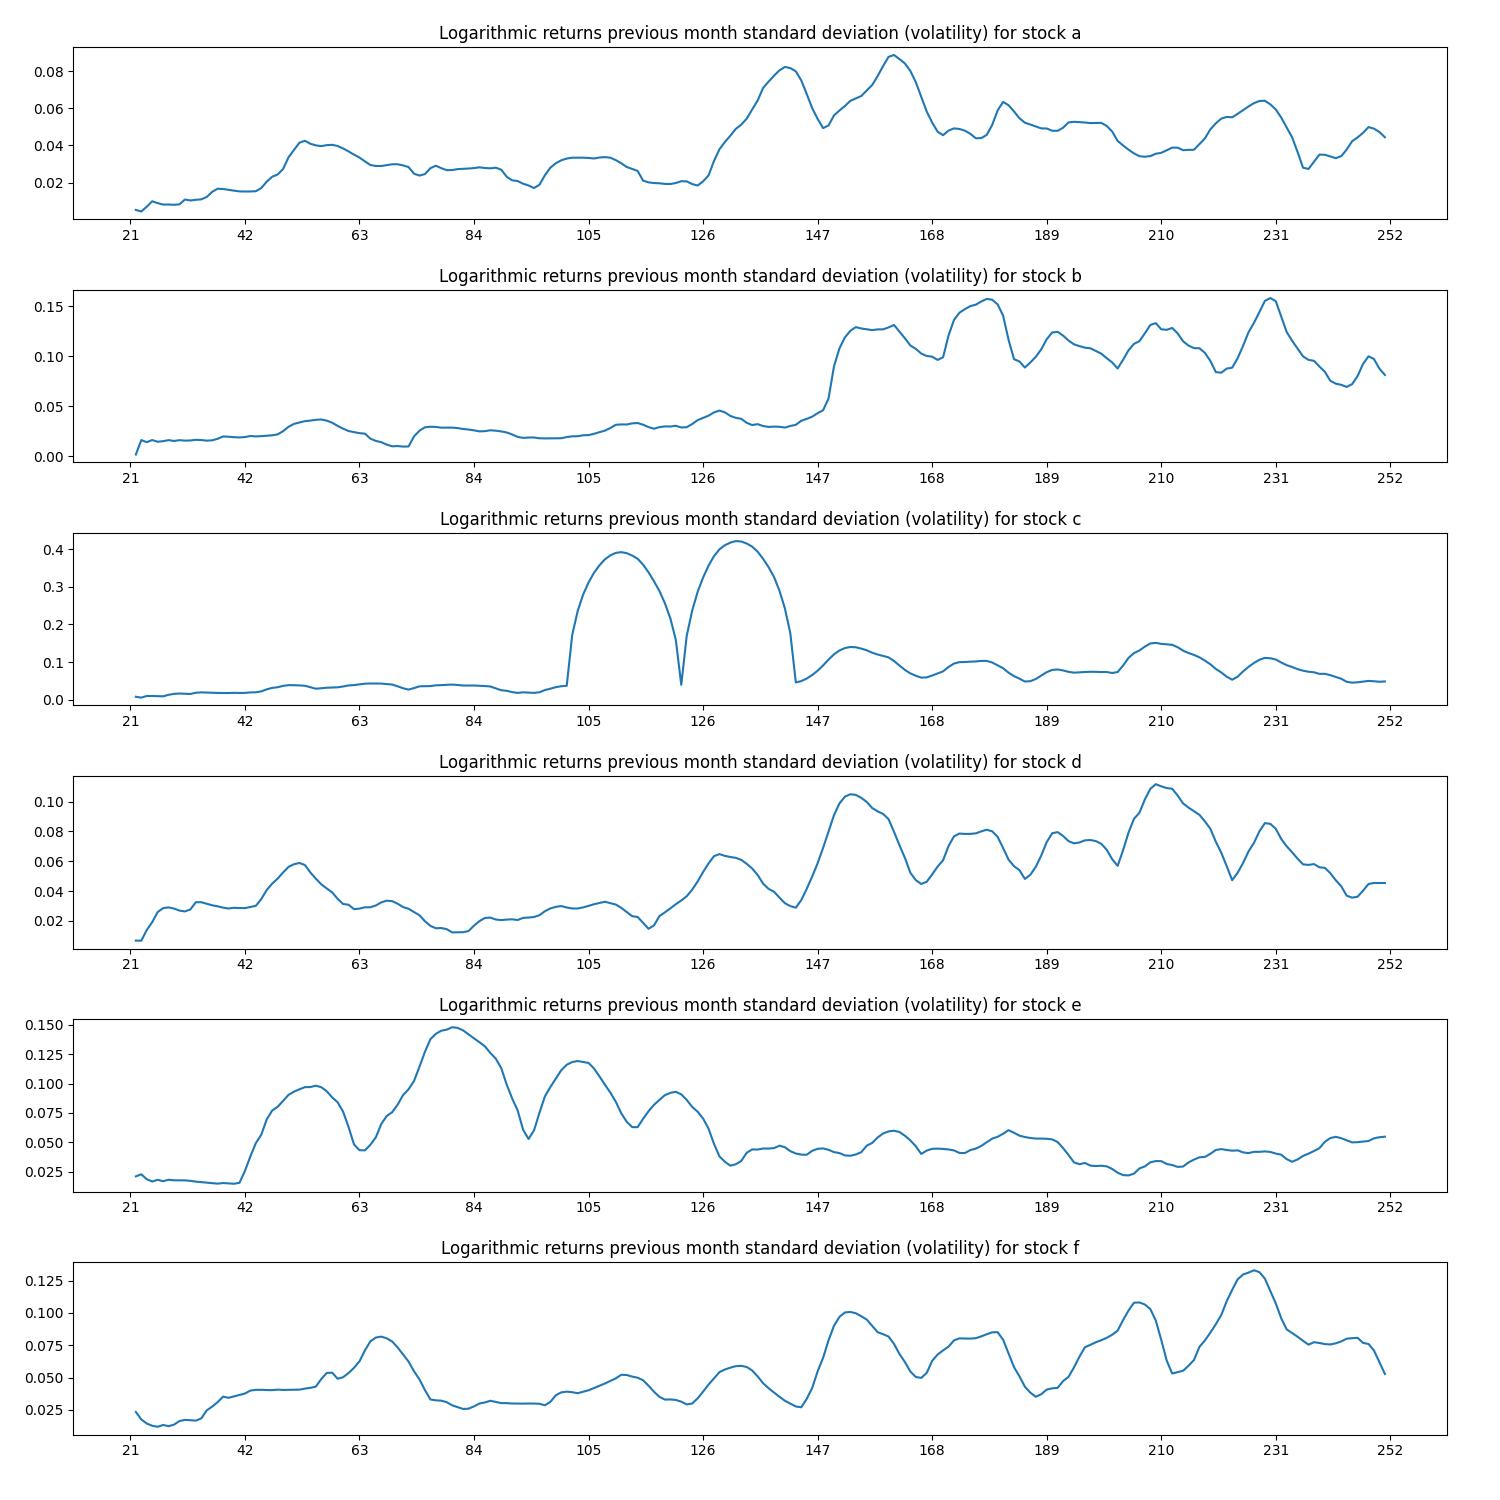 Logarithmic returns previous month standard deviation (volatility) for stock a
0.08
0.06
0.04
0.02
21 42 63 84 105 126 147 168 189 210 231 252
Logarithmic returns previous month standard deviation (volatility) for stock b
0.15
0.10
0.05
0.00
21 42 63 84 105 126 147 168 189 210 231 252
Logarithmic returns previous month standard deviation (volatility) for stock c
0.4
0.3
0.2
0.1
0.0
21 42 63 84 105 126 147 168 189 210 231 252
Logarithmic returns previous month standard deviation (volatility) for stock d
0.10
0.08
0.06
0.04
0.02
21 42 63 84 105 126 147 168 189 210 231 252
Logarithmic returns previous month standard deviation (volatility) for stock e
0.150
0.125
0.100
0.075
0.050
0.025
21 42 63 84 105 126 147 168 189 210 231 252
Logarithmic returns previous month standard deviation (volatility) for stock f
0.125
0.100
0.075
0.050
0.025
21 42 63 84 105 126 147 168 189 210 231 252